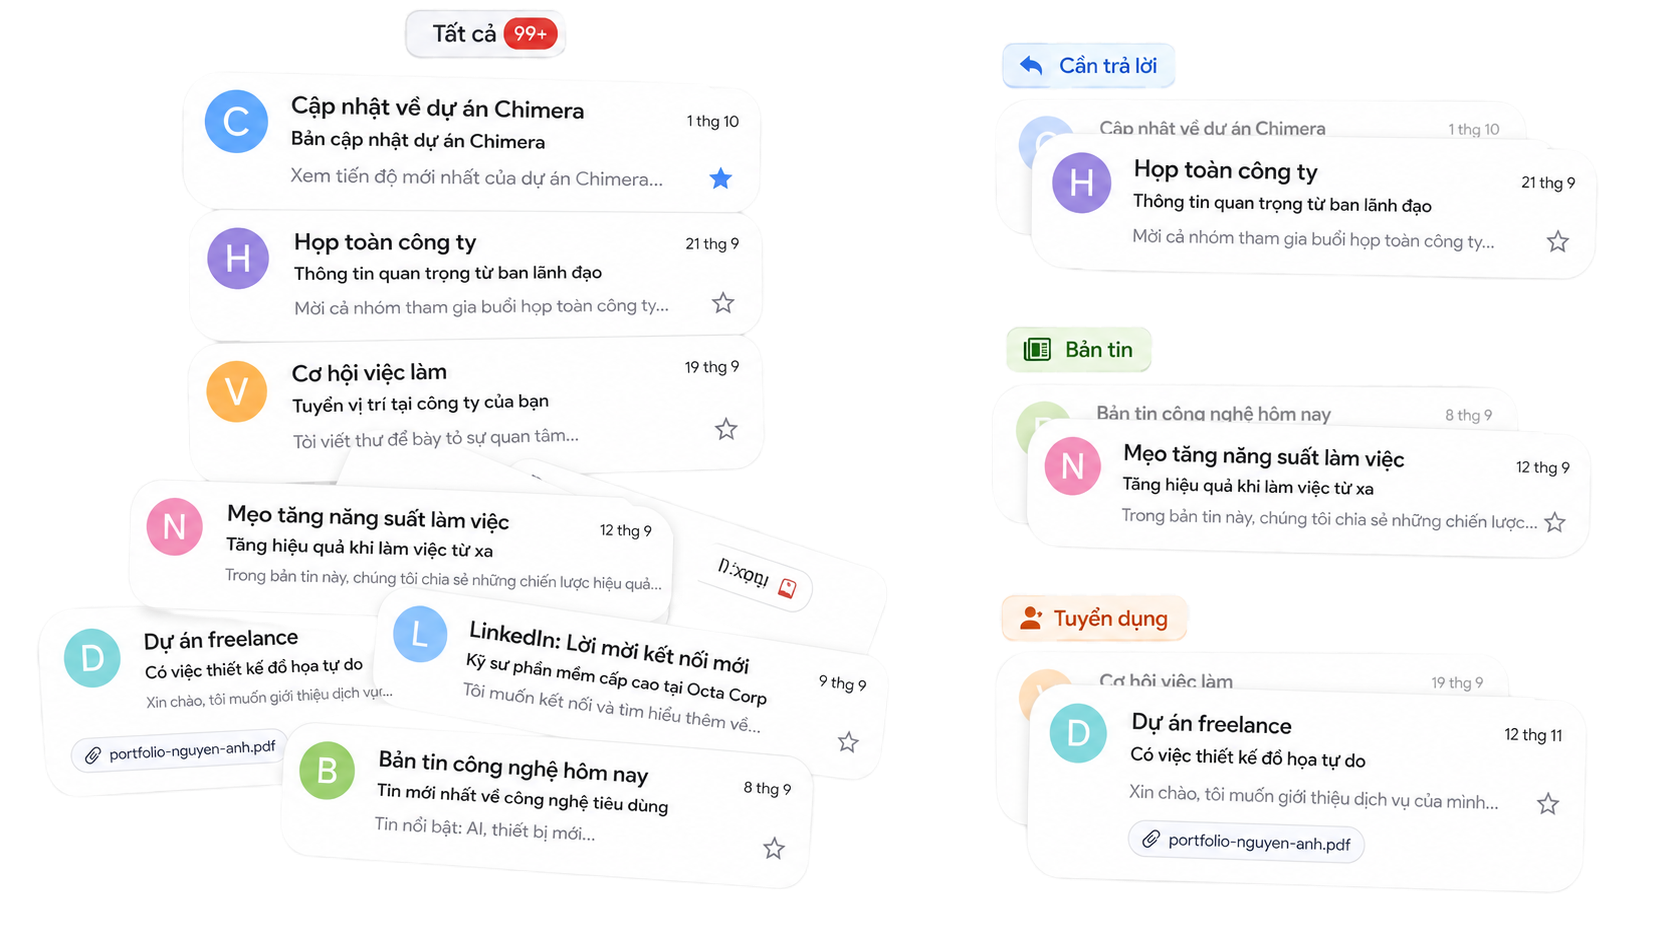 Tất cả 99+
C
Cập nhật về dự án Chimera
1 thg 10
Bản cập nhật dự án Chimera
Xem tiến độ mới nhất của dự án Chimera...
H
Họp toàn công ty
21 thg 9
Thông tin quan trọng từ ban lãnh đạo
Mời cả nhóm tham gia buổi họp toàn công ty...
V
Cơ hội việc làm
19 thg 9
Tuyển vị trí tại công ty của bạn
Tôi viết thư để bày tỏ sự quan tâm...
N
Mẹo tăng năng suất làm việc
12 thg 9
Tăng hiệu quả khi làm việc từ xa
Trong bản tin này, chúng tôi chia sẻ những chiến lược hiệu quả...
D
Dự án freelance
Có việc thiết kế đồ họa tự do
Xin chào, tôi muốn giới thiệu dịch vụ...
portfolio-nguyen-anh.pdf
L
LinkedIn: Lời mời kết nối mới
9 thg 9
Kỹ sư phần mềm cấp cao tại Octa Corp
Tôi muốn kết nối và tìm hiểu thêm về...
B
Bản tin công nghệ hôm nay
8 thg 9
Tin mới nhất về công nghệ tiêu dùng
Tin nổi bật: AI, thiết bị mới...
Cần trả lời
Cập nhật về dự án Chimera
1 thg 10
H
Họp toàn công ty
21 thg 9
Thông tin quan trọng từ ban lãnh đạo
Mời cả nhóm tham gia buổi họp toàn công ty...
Bản tin
Bản tin công nghệ hôm nay
8 thg 9
N
Mẹo tăng năng suất làm việc
12 thg 9
Tăng hiệu quả khi làm việc từ xa
Trong bản tin này, chúng tôi chia sẻ những chiến lược...
Tuyển dụng
Cơ hội việc làm
19 thg 9
D
Dự án freelance
12 thg 11
Có việc thiết kế đồ họa tự do
Xin chào, tôi muốn giới thiệu dịch vụ của mình...
portfolio-nguyen-anh.pdf